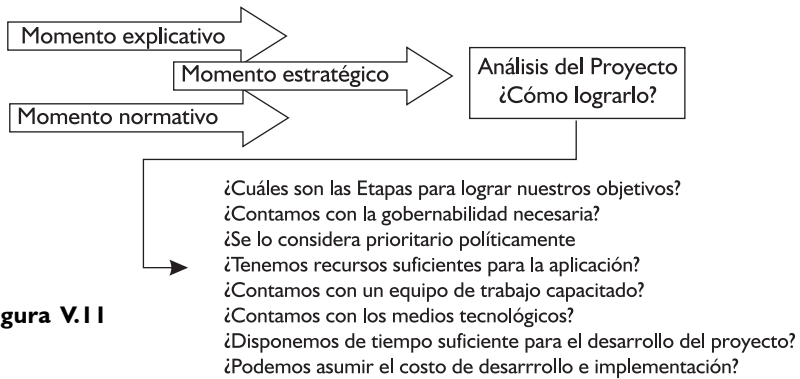 Momento explicativo
Momento estratégico
Momento normativo
Análisis del Proyecto
¿Cómo lograrlo?
¿Cuáles son las Etapas para lograr nuestros objetivos?
¿Contamos con la gobernabilidad necesaria?
¿Se lo considera prioritario políticamente
¿Tenemos recursos suficientes para la aplicación?
¿Contamos con un equipo de trabajo capacitado?
gura V.11
¿Contamos con los medios tecnológicos?
¿Disponemos de tiempo suficiente para el desarrollo del proyecto?
¿Podemos asumir el costo de desarrrollo e implementación?